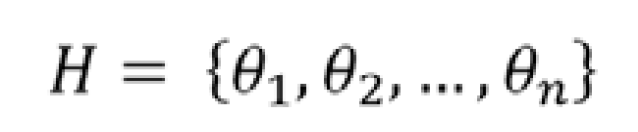 H = {θ₁, θ₂, … , θₙ}